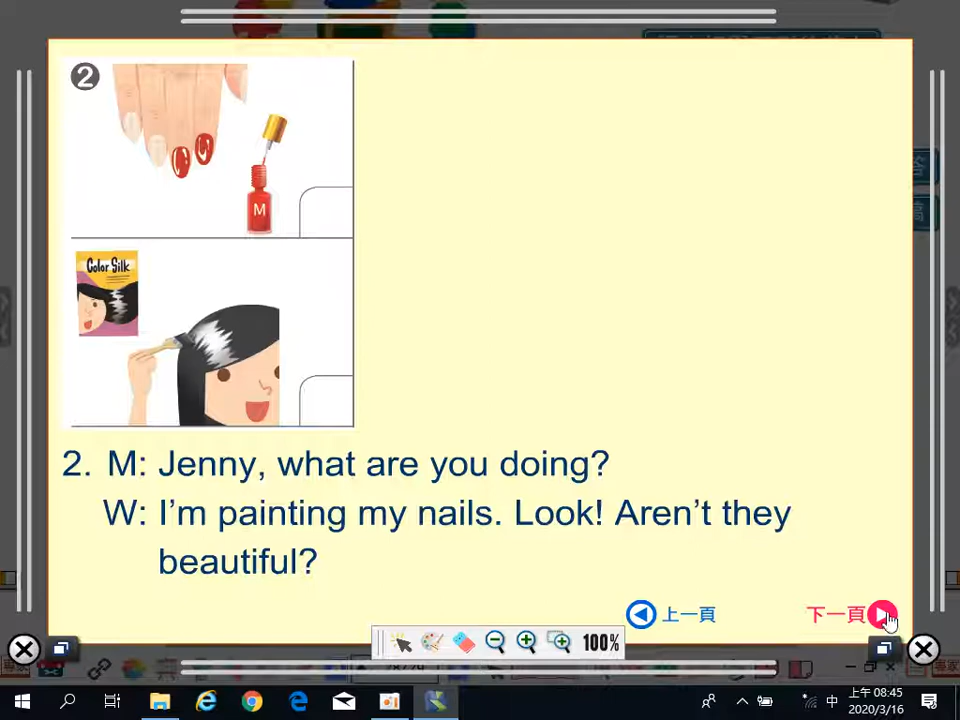 2
M
Color Silk
2. M: Jenny, what are you doing?
W: I'm painting my nails. Look! Aren't they
beautiful?
上一頁 下一頁
100%
中
上午 08:45
2020/3/16